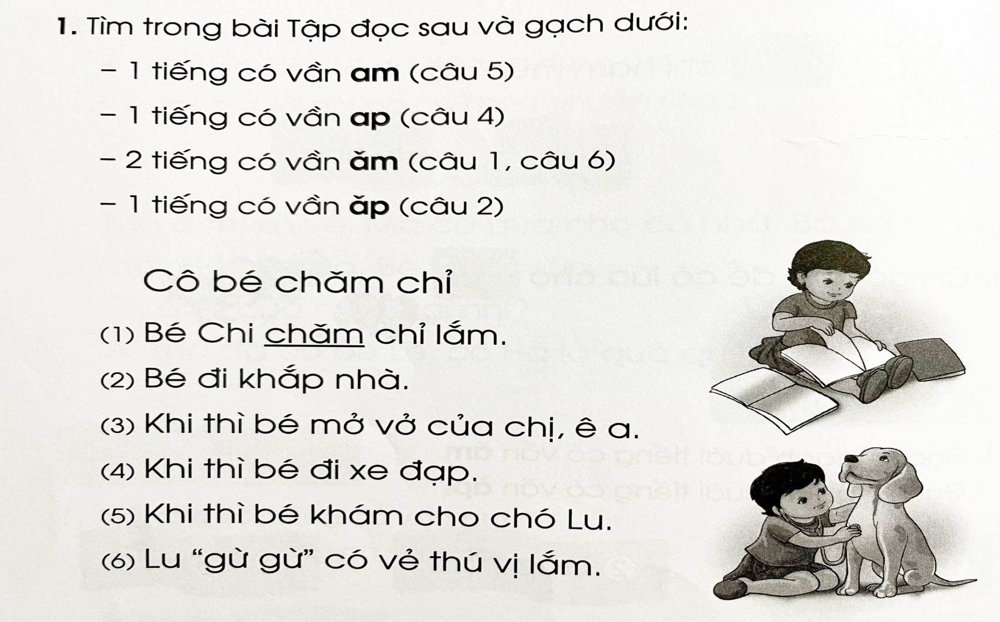 1. Tìm trong bài Tập đọc sau và gạch dưới:
– 1 tiếng có vần am (câu 5)
– 1 tiếng có vần ap (câu 4)
– 2 tiếng có vần ăm (câu 1, câu 6)
– 1 tiếng có vần ăp (câu 2)
Cô bé chăm chỉ
(1) Bé Chi chăm chỉ lắm.
(2) Bé đi khắp nhà.
(3) Khi thì bé mở vở của chị, ê a.
(4) Khi thì bé đi xe đạp.
(5) Khi thì bé khám cho chó Lu.
(6) Lu “gừ gừ” có vẻ thú vị lắm.